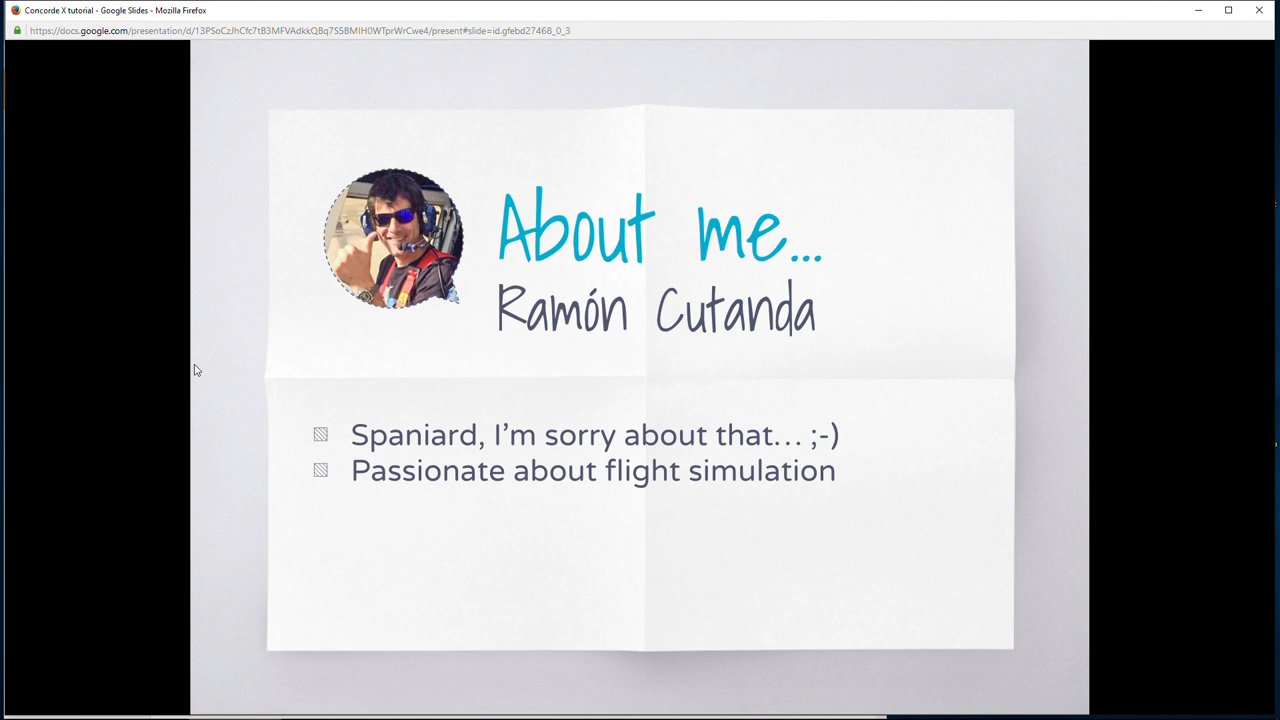 Concorde X tutorial - Google Slides - Mozilla Firefox
https://docs.google.com/presentation/d/13PSoCzJhCfc7tB3MFVAdkkQBq7S5BMIH0WTprWrCwe4/present#slide=id.gfebd27468_0_3
About me...
Ramón Cutanda
Spaniard, I'm sorry about that… ;-)
Passionate about flight simulation